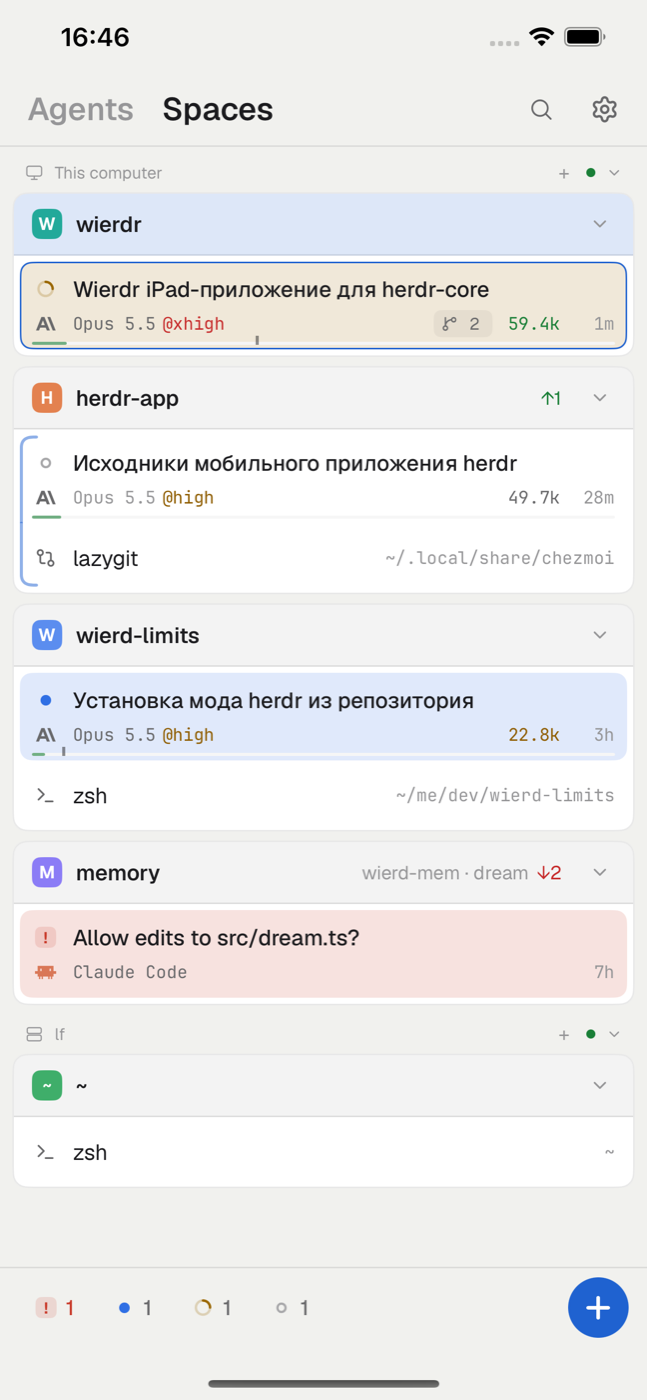 16:46
Agents Spaces
This computer
W wierdr
Wierdr iPad-приложение для herdr-core
A\ Opus 5.5 @xhigh 2 59.4k 1m
H herdr-app ↑1
Исходники мобильного приложения herdr
A\ Opus 5.5 @high 49.7k 28m
lazygit ~/.local/share/chezmoi
W wierd-limits
Установка мода herdr из репозитория
A\ Opus 5.5 @high 22.8k 3h
zsh ~/me/dev/wierd-limits
M memory wierd-mem · dream ↓2
! Allow edits to src/dream.ts?
Claude Code 7h
lf
~ ~
zsh ~
! 1 1 1 1